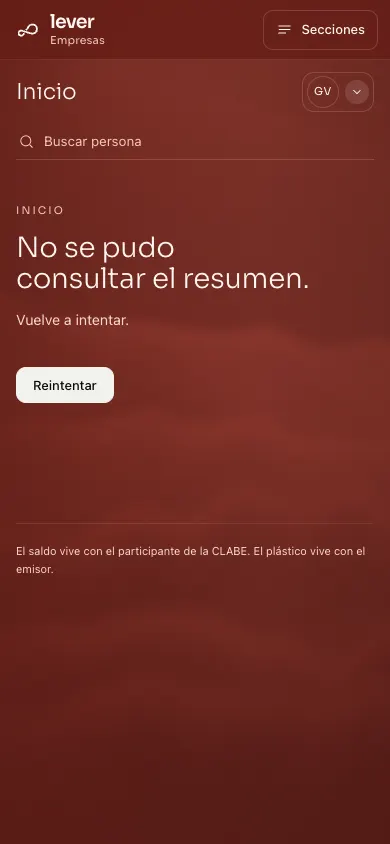 lever
Empresas
Secciones
Inicio
GV
Buscar persona
INICIO
No se pudo
consultar el resumen.
Vuelve a intentar.
Reintentar
El saldo vive con el participante de la CLABE. El plástico vive con el
emisor.